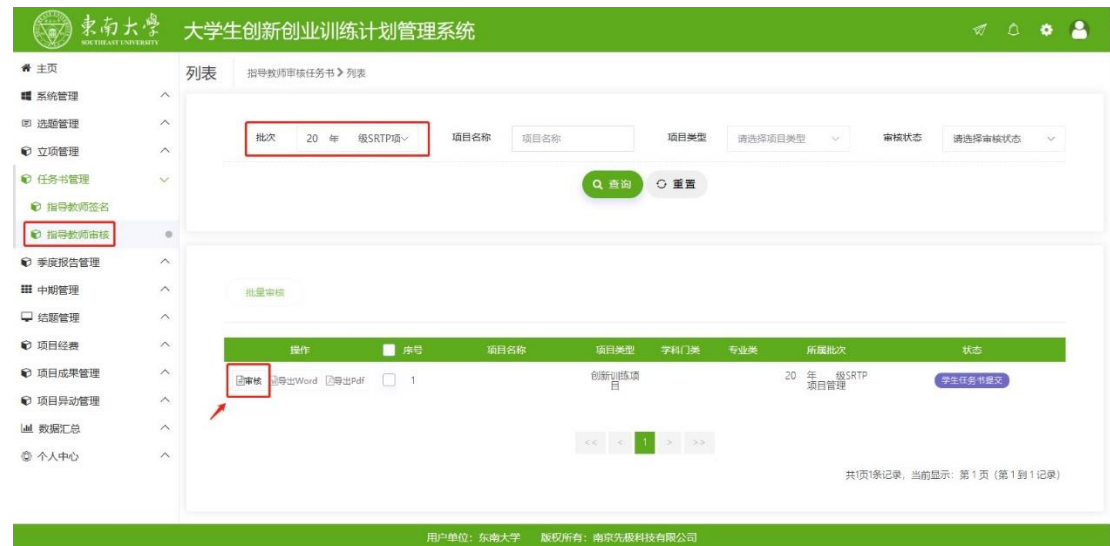 東南大學 大学生创新创业训练计划管理系统
SOUTHEAST UNIVERSITY
主页
列表 指导教师审核任务书 > 列表
系统管理
选题管理
批次 20 年 级SRTP项 项目名称 项目名称 项目类型 请选择项目类型 审核状态 请选择审核状态
立项管理
任务书管理
查询 重置
指导教师签名
指导教师审核
季度报告管理
中期管理
批量审核
结题管理
项目经费
操作 序号 项目名称 项目类型 学科门类 专业类 所属批次 状态
项目成果管理
审核 导出Word 导出Pdf 1 创新训练项目 20 年 级SRTP项目管理 学生任务书提交
项目异动管理
数据汇总
<< < 1 > >>
个人中心
共1页1条记录，当前显示：第 1 页（第 1 到 1 记录）
用户单位：东南大学 版权所有：南京先极科技有限公司